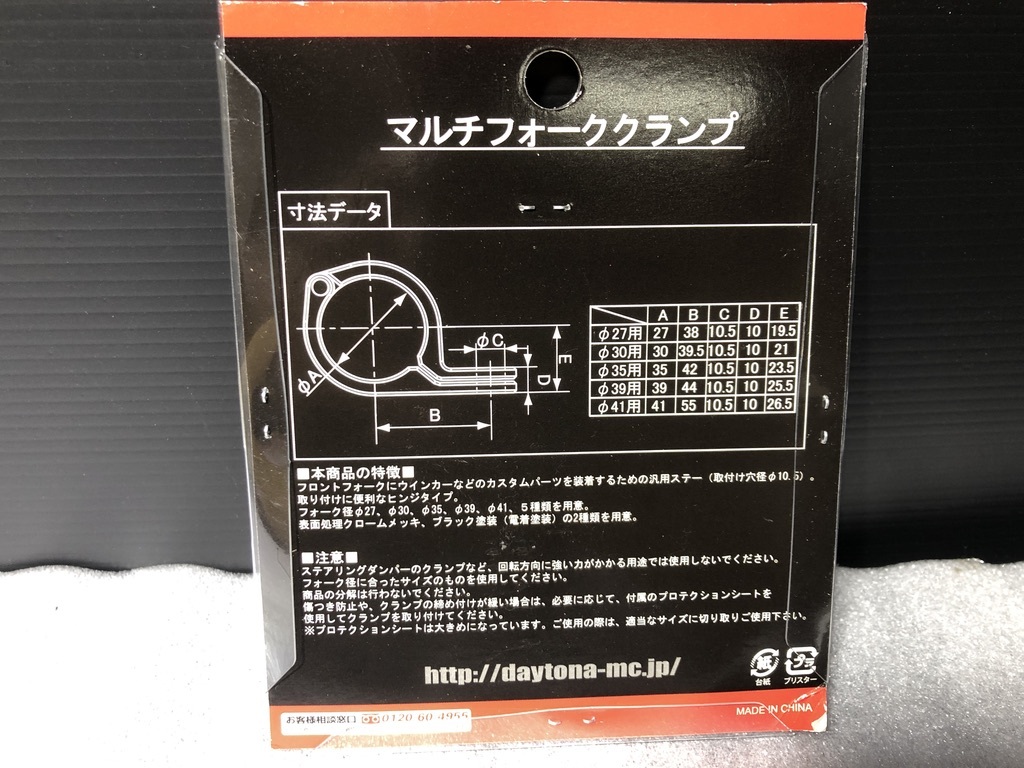 マルチフォーククランプ
寸法データ
φA
B
φC
D
E
A B C D E
φ27用 27 38 10.5 10 19.5
φ30用 30 39.5 10.5 10 21
φ35用 35 42 10.5 10 23.5
φ39用 39 44 10.5 10 25.5
φ41用 41 55 10.5 10 26.5
■本商品の特徴■
フロントフォークにウインカーなどのカスタムパーツを装着するための汎用ステー（取付け穴径φ10.5）。
取り付けに便利なヒンジタイプ。
フォーク径φ27、φ30、φ35、φ39、φ41、５種類を用意。
表面処理クロームメッキ、ブラック塗装（電着塗装）の2種類を用意。
■注意■
ステアリングダンパーのクランプなど、回転方向に強い力がかかる用途では使用しないでください。
フォーク径に合ったサイズのものを使用してください。
商品の分解は行わないでください。
傷つき防止や、クランプの締め付けが緩い場合は、必要に応じて、付属のプロテクションシートを
使用してクランプを取り付けてください。
※プロテクションシートは大きめになっています。ご使用の際は、適当なサイズに切り取りご使用下さい。
http://daytona-mc.jp/
紙 プラ
台紙 ブリスター
お客様相談窓口 0120-60-4955
MADE IN CHINA